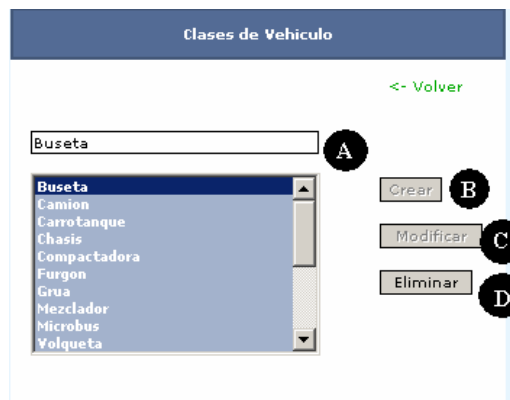 Clases de Vehiculo
<- Volver
Buseta
A
Buseta
Camion
Carrotanque
Chasis
Compactadora
Furgon
Grua
Mezclador
Microbus
Volqueta
Crear
B
Modificar
C
Eliminar
D